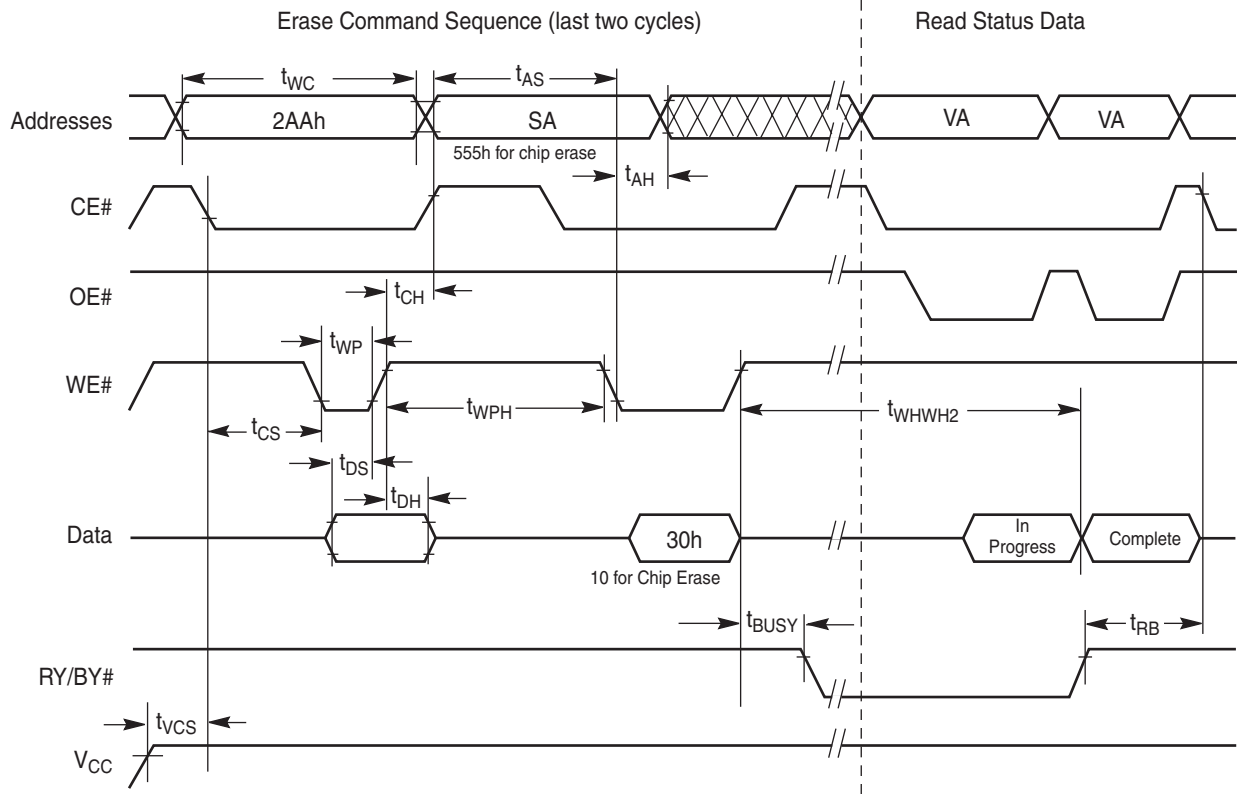 Erase Command Sequence (last two cycles)
Read Status Data
tWC
tAS
Addresses
2AAh
SA
VA
VA
555h for chip erase
tAH
CE#
OE#
tCH
tWP
WE#
tWPH
tWHWH2
tCS
tDS
tDH
Data
30h
In
Progress
Complete
10 for Chip Erase
tBUSY
tRB
RY/BY#
tVCS
VCC